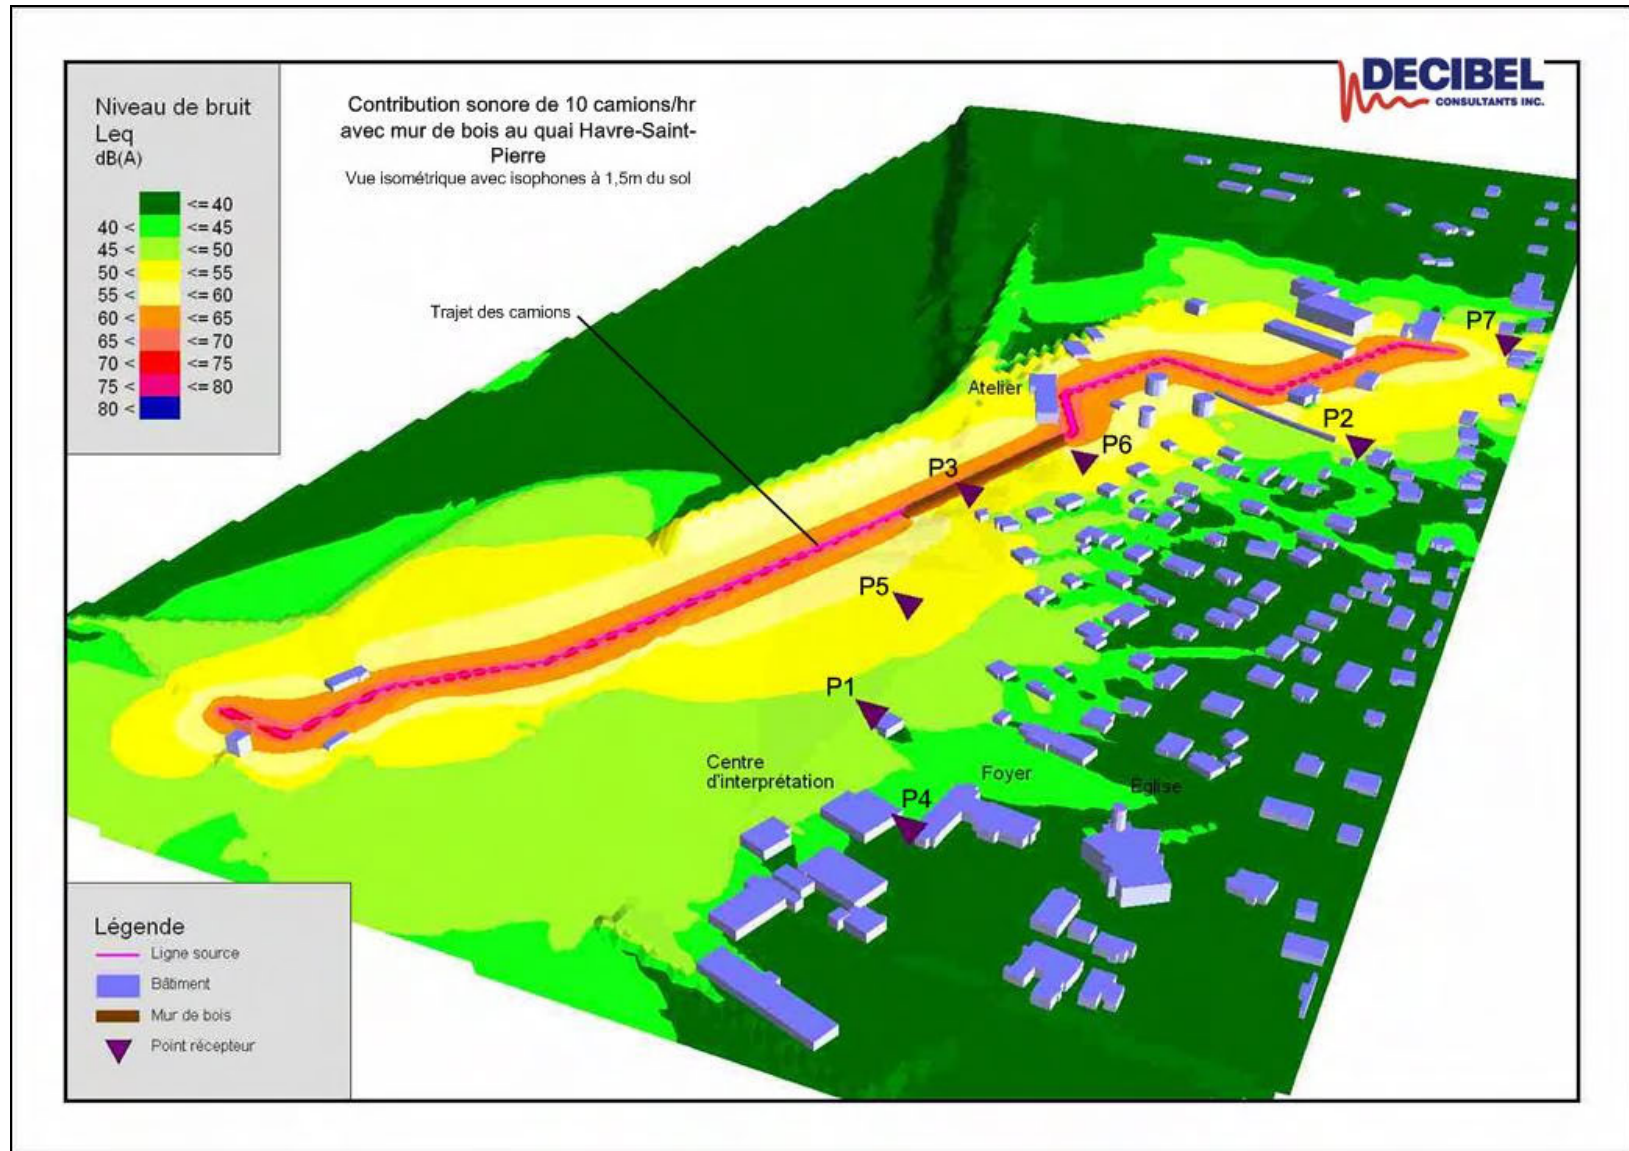 DECIBEL
CONSULTANTS INC.
Niveau de bruit
Leq
dB(A)
<= 40
40 < <= 45
45 < <= 50
50 < <= 55
55 < <= 60
60 < <= 65
65 < <= 70
70 < <= 75
75 < <= 80
80 <
Contribution sonore de 10 camions/hr
avec mur de bois au quai Havre-Saint-
Pierre
Vue isométrique avec isophones à 1,5m du sol
Trajet des camions
P7
Atelier
P2
P6
P3
P5
P1
Centre
d'interprétation
Foyer
Eglise
P4
Légende
Ligne source
Bâtiment
Mur de bois
Point récepteur